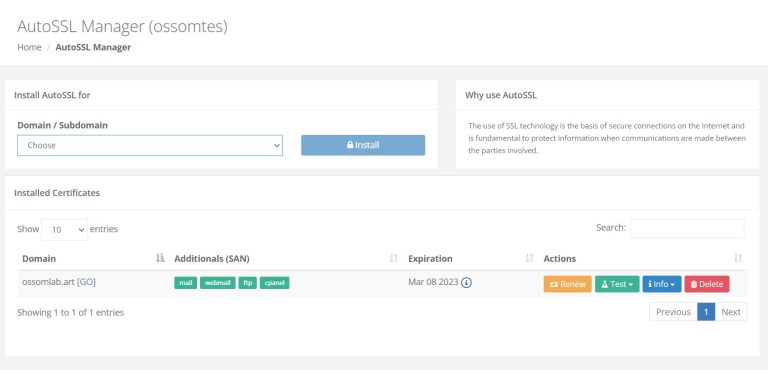 AutoSSL Manager (ossomtes)
Home / AutoSSL Manager
Install AutoSSL for
Domain / Subdomain
Choose
Install
Why use AutoSSL
The use of SSL technology is the basis of secure connections on the Internet and
is fundamental to protect information when communications are made between
the parties involved.
Installed Certificates
Show 10 entries
Search:
Domain Additionals (SAN) Expiration Actions
ossomlab.art [GO] mail webmail ftp cpanel Mar 08 2023 Renew Test Info Delete
Showing 1 to 1 of 1 entries
Previous 1 Next